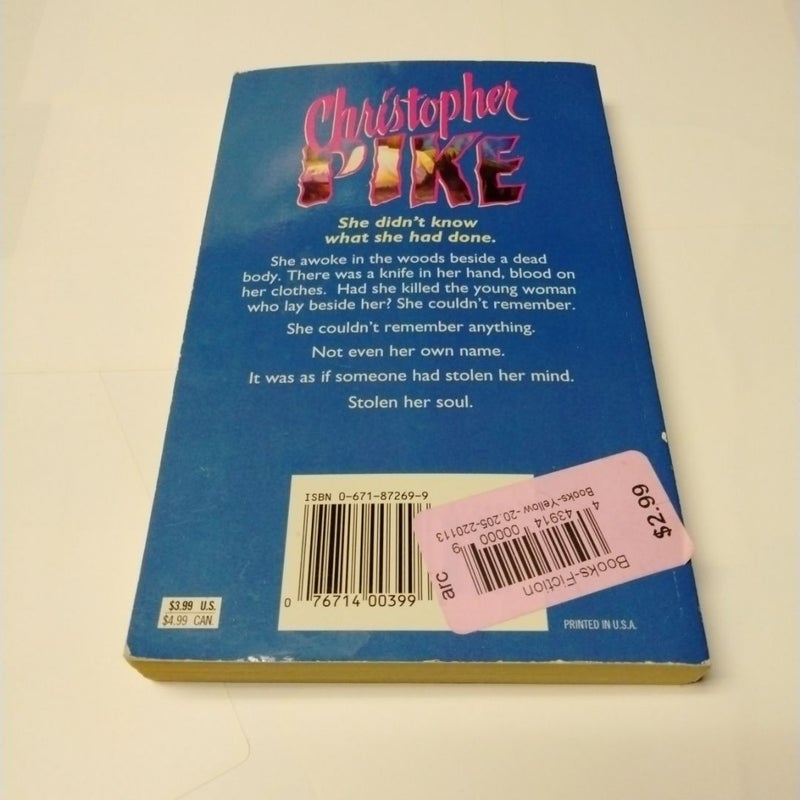 Christopher
PIKE
She didn't know
what she had done.
She awoke in the woods beside a dead
body. There was a knife in her hand, blood on
her clothes. Had she killed the young woman
who lay beside her? She couldn't remember.
She couldn't remember anything.
Not even her own name.
It was as if someone had stolen her mind.
Stolen her soul.
ISBN 0-671-87269-9
0 76714 00399
$3.99 U.S.
$4.99 CAN.
PRINTED IN U.S.A.
arc
Books-Fiction
4 43914 00000 9
Books-Yellow -20.205-220113
$2.99